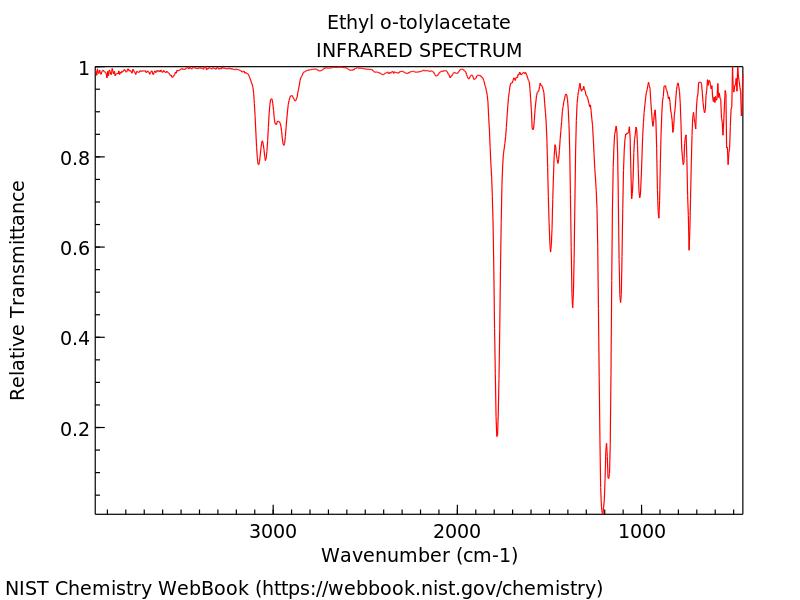 Ethyl o-tolylacetate
INFRARED SPECTRUM
1
0.8
0.6
0.4
0.2
Relative Transmittance
3000 2000 1000
Wavenumber (cm-1)
NIST Chemistry WebBook (https://webbook.nist.gov/chemistry)